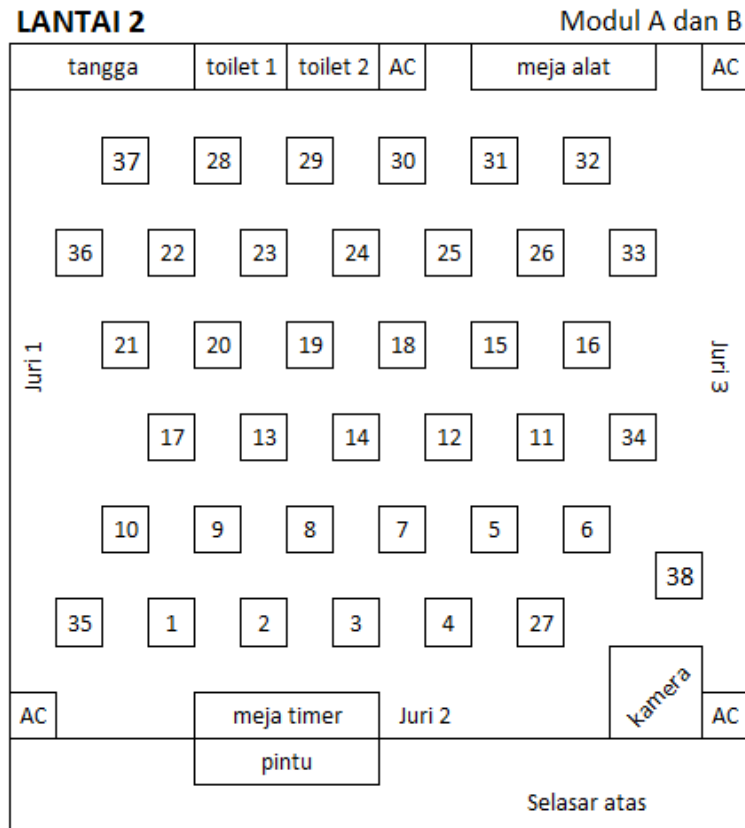 LANTAI 2 Modul A dan B
tangga toilet 1 toilet 2 AC meja alat AC
37 28 29 30 31 32
36 22 23 24 25 26 33
Juri 1 21 20 19 18 15 16 Juri 3
17 13 14 12 11 34
10 9 8 7 5 6
38
35 1 2 3 4 27
kamera
AC meja timer Juri 2 AC
pintu
Selasar atas